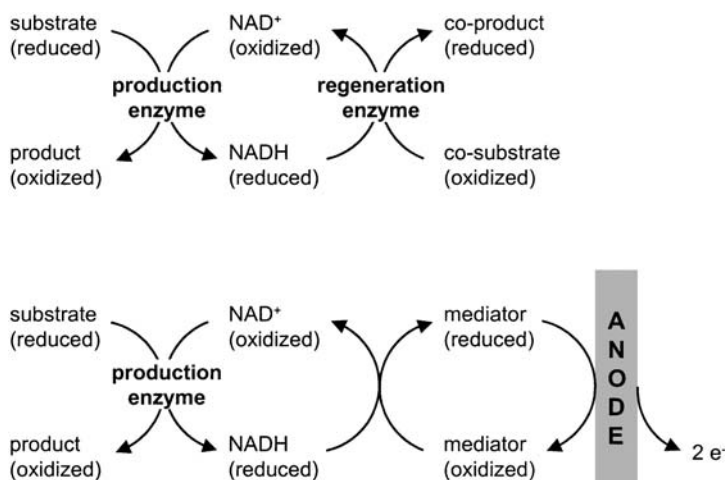 substrate NAD⁺ co-product
(reduced) (oxidized) (reduced)
production regeneration
enzyme enzyme
product NADH co-substrate
(oxidized) (reduced) (oxidized)
substrate NAD⁺ mediator
(reduced) (oxidized) (reduced)
production
enzyme
product NADH mediator
(oxidized) (reduced) (oxidized)
ANODE
2 e⁻